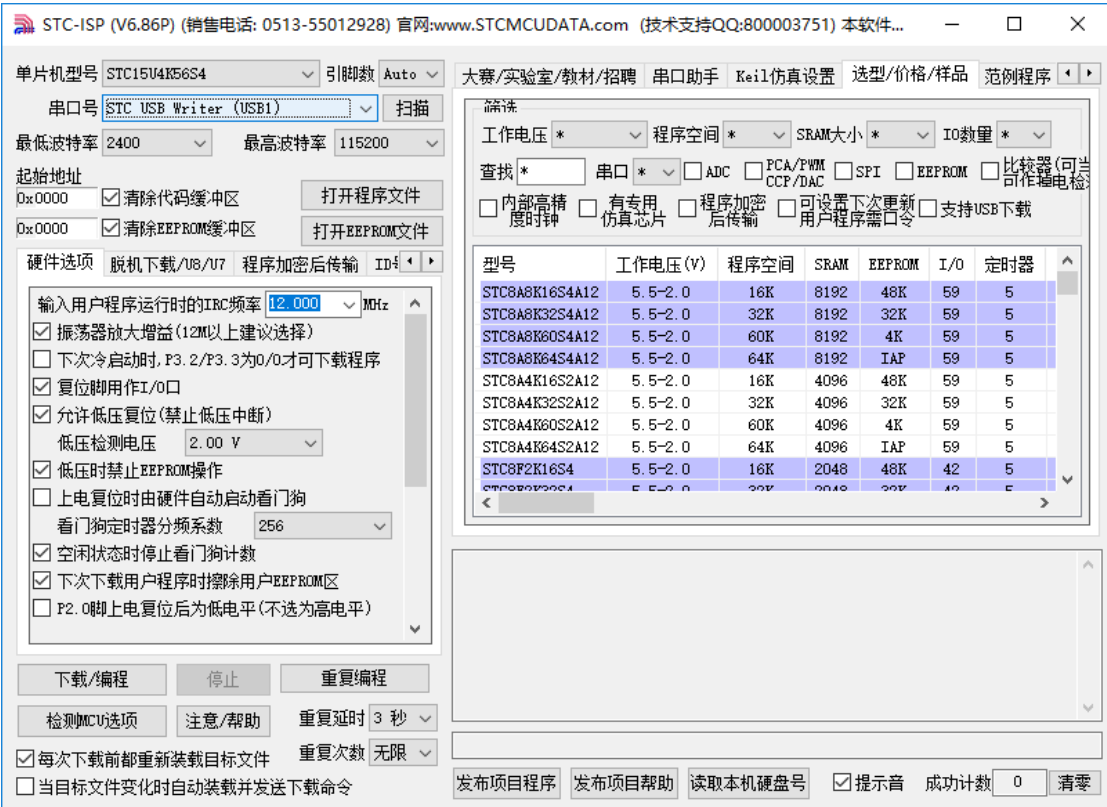 STC-ISP (V6.86P) (销售电话: 0513-55012928) 官网:www.STCMCUDATA.com (技术支持QQ:800003751) 本软件...
单片机型号 STC15U4K56S4 引脚数 Auto
串口号 STC USB Writer (USB1) 扫描
最低波特率 2400 最高波特率 115200
起始地址
0x0000 清除代码缓冲区 打开程序文件
0x0000 清除EEPROM缓冲区 打开EEPROM文件
硬件选项 脱机下载/U8/U7 程序加密后传输
输入用户程序运行时的IRC频率 12.000 MHz
振荡器放大增益(12M以上建议选择)
下次冷启动时,P3.2/P3.3为0/0才可下载程序
复位脚用作I/O口
允许低压复位(禁止低压中断)
低压检测电压 2.00 V
低压时禁止EEPROM操作
上电复位时由硬件自动启动看门狗
看门狗定时器分频系数 256
空闲状态时停止看门狗计数
下次下载用户程序时擦除用户EEPROM区
P2.0脚上电复位后为低电平(不选为高电平)
下载/编程 停止 重复编程
检测MCU选项 注意/帮助 重复延时 3 秒
每次下载前都重新装载目标文件 重复次数 无限
当目标文件变化时自动装载并发送下载命令
大赛/实验室/教材/招聘 串口助手 Keil仿真设置 选型/价格/样品 范例程序
筛选
工作电压 * 程序空间 * SRAM大小 * IO数量 *
查找 * 串口 * ADC PCA/PWM CCP/DAC SPI EEPROM 比较器(可当
内部高精度时钟 有专用仿真芯片 程序加密后传输 可设置下次更新用户程序需口令 支持USB下载
型号 工作电压(V) 程序空间 SRAM EEPROM I/O 定时器
STC8A8K16S4A12 5.5-2.0 16K 8192 48K 59 5
STC8A8K32S4A12 5.5-2.0 32K 8192 32K 59 5
STC8A8K60S4A12 5.5-2.0 60K 8192 4K 59 5
STC8A8K64S4A12 5.5-2.0 64K 8192 IAP 59 5
STC8A4K16S2A12 5.5-2.0 16K 4096 48K 59 5
STC8A4K32S2A12 5.5-2.0 32K 4096 32K 59 5
STC8A4K60S2A12 5.5-2.0 60K 4096 4K 59 5
STC8A4K64S2A12 5.5-2.0 64K 4096 IAP 59 5
STC8F2K16S4 5.5-2.0 16K 2048 48K 42 5
STC8F2K32S4 5.5-2.0 32K 2048 32K 42 5
发布项目程序 发布项目帮助 读取本机硬盘号 提示音 成功计数 0 清零